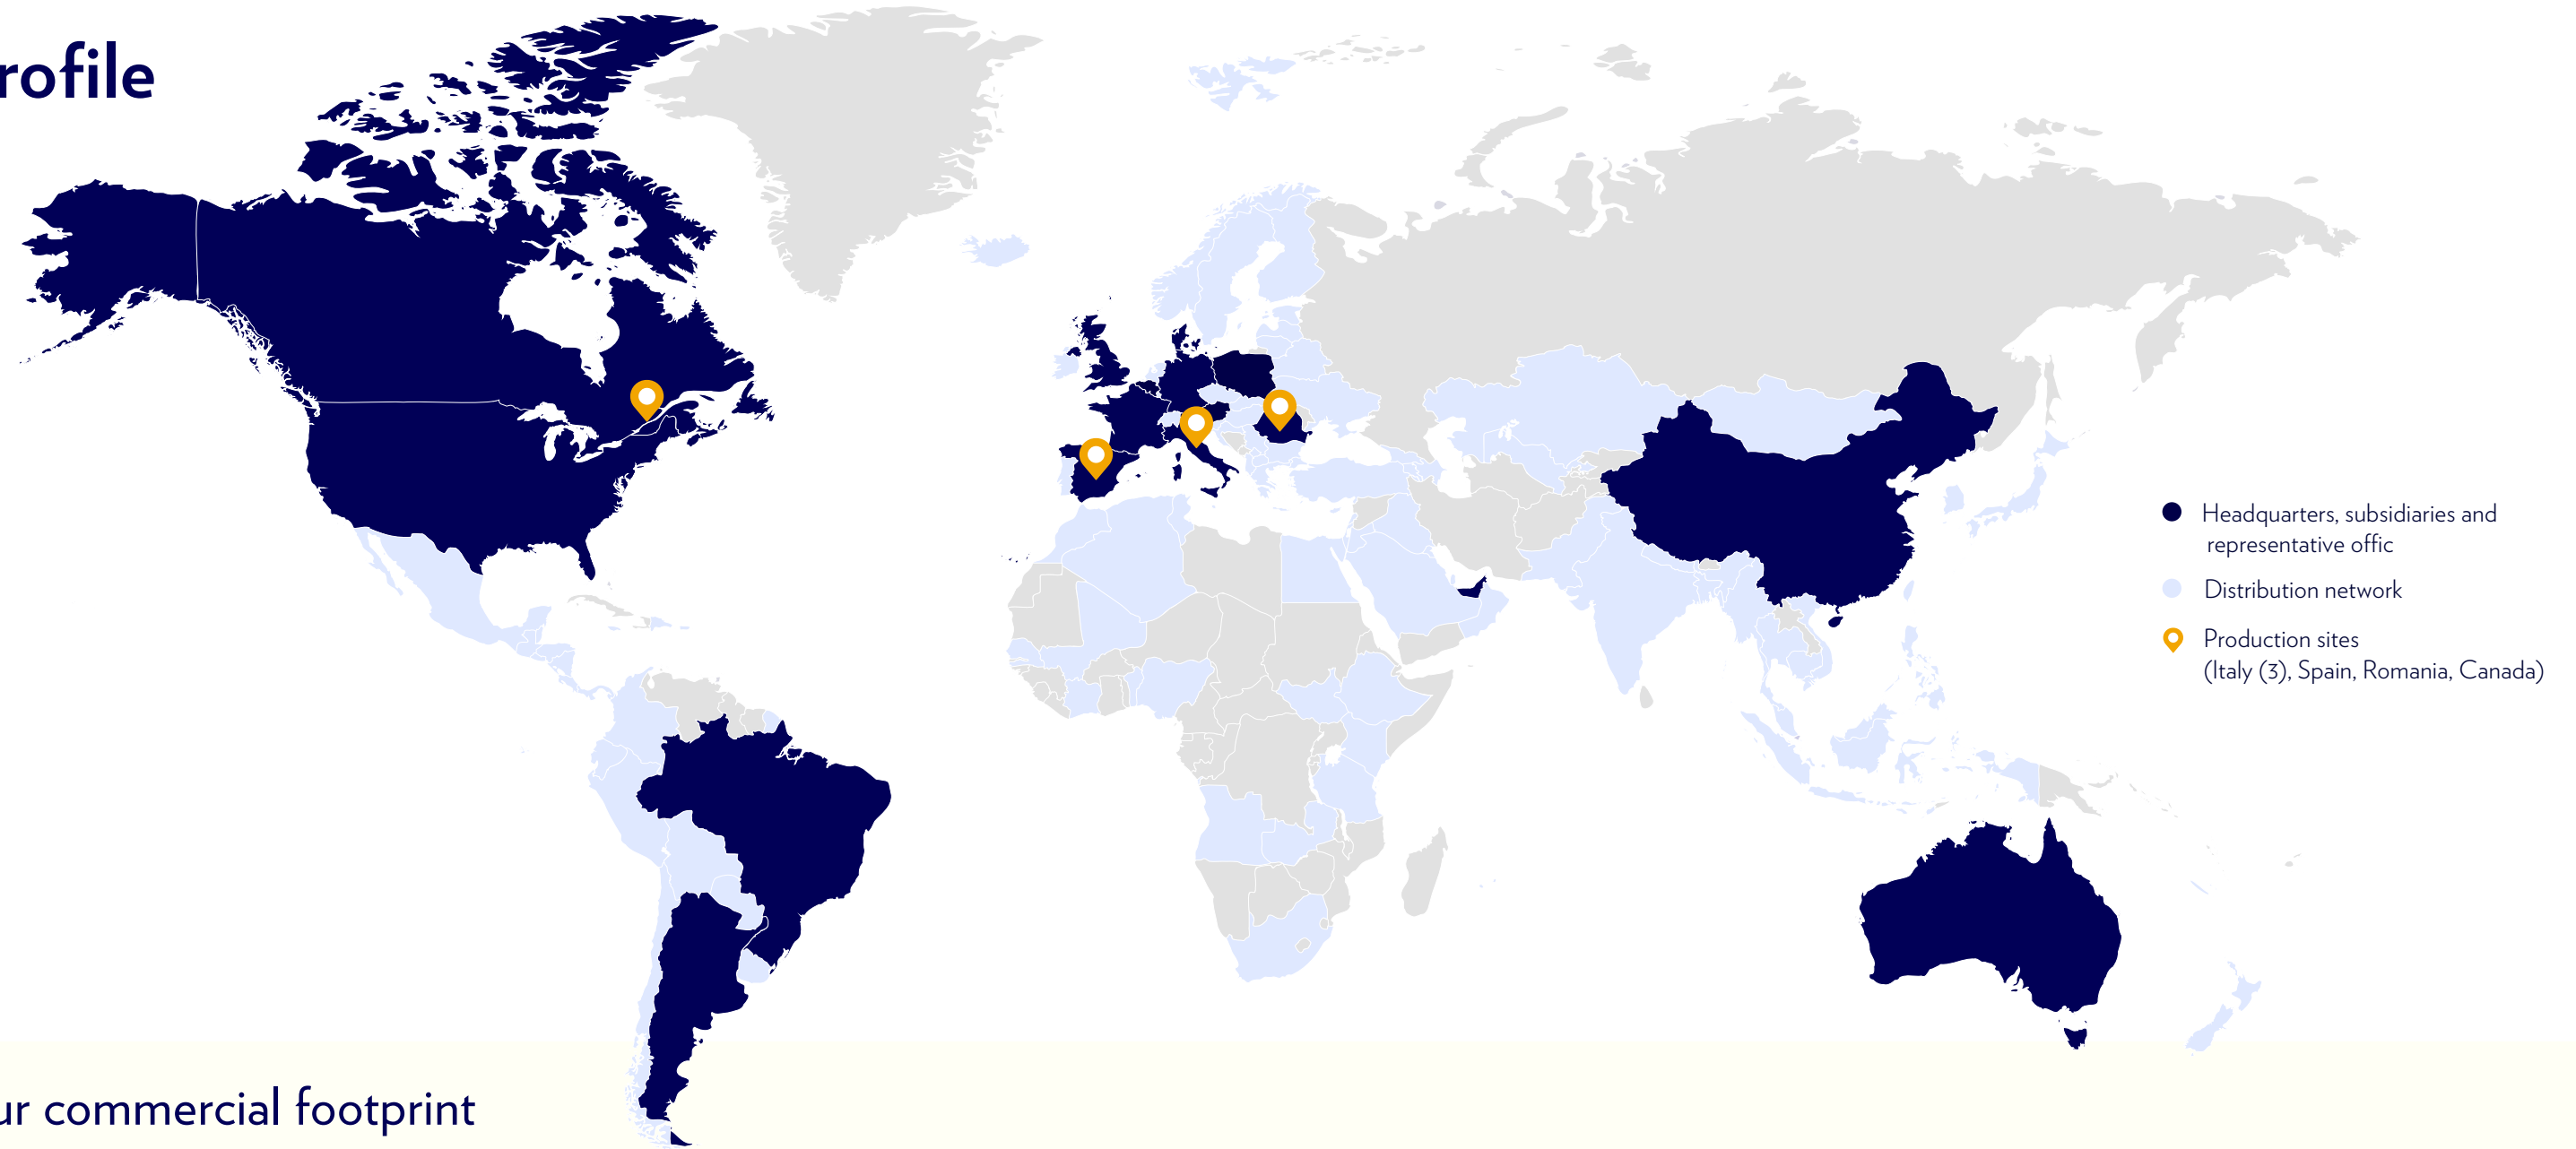 rofile
Headquarters, subsidiaries and
representative offic
Distribution network
Production sites
(Italy (3), Spain, Romania, Canada)
ur commercial footprint